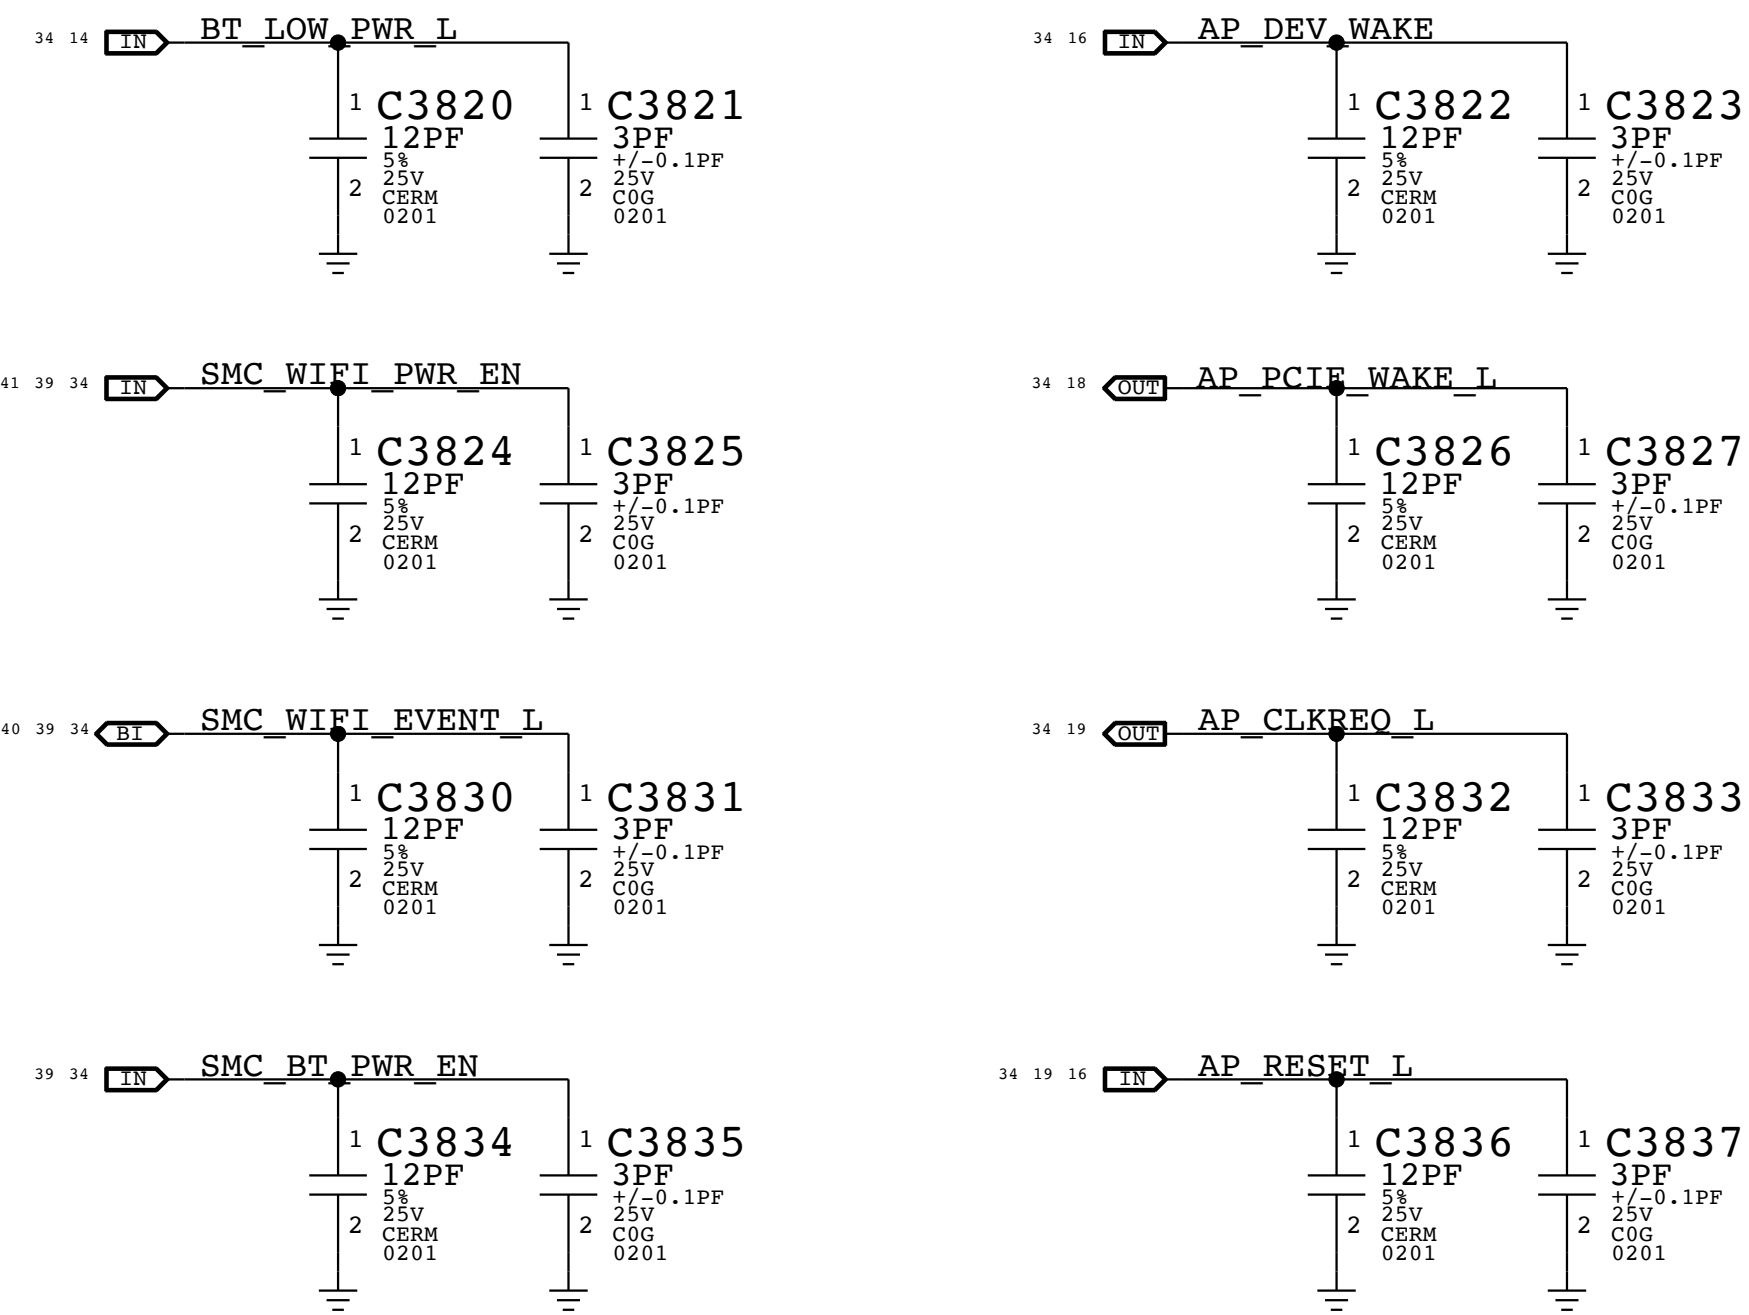 34 14 IN BT_LOW_PWR_L
1 C3820
12PF
5%
25V
2
CERM
0201
1 C3821
3PF
+/-0.1PF
25V
2
C0G
0201
34 16 IN AP_DEV_WAKE
1 C3822
12PF
5%
25V
2
CERM
0201
1 C3823
3PF
+/-0.1PF
25V
2
C0G
0201
41 39 34 IN SMC_WIFI_PWR_EN
1 C3824
12PF
5%
25V
2
CERM
0201
1 C3825
3PF
+/-0.1PF
25V
2
C0G
0201
34 18 OUT AP_PCIE_WAKE_L
1 C3826
12PF
5%
25V
2
CERM
0201
1 C3827
3PF
+/-0.1PF
25V
2
C0G
0201
40 39 34 BI SMC_WIFI_EVENT_L
1 C3830
12PF
5%
25V
2
CERM
0201
1 C3831
3PF
+/-0.1PF
25V
2
C0G
0201
34 19 OUT AP_CLKREQ_L
1 C3832
12PF
5%
25V
2
CERM
0201
1 C3833
3PF
+/-0.1PF
25V
2
C0G
0201
39 34 IN SMC_BT_PWR_EN
1 C3834
12PF
5%
25V
2
CERM
0201
1 C3835
3PF
+/-0.1PF
25V
2
C0G
0201
34 19 16 IN AP_RESET_L
1 C3836
12PF
5%
25V
2
CERM
0201
1 C3837
3PF
+/-0.1PF
25V
2
C0G
0201